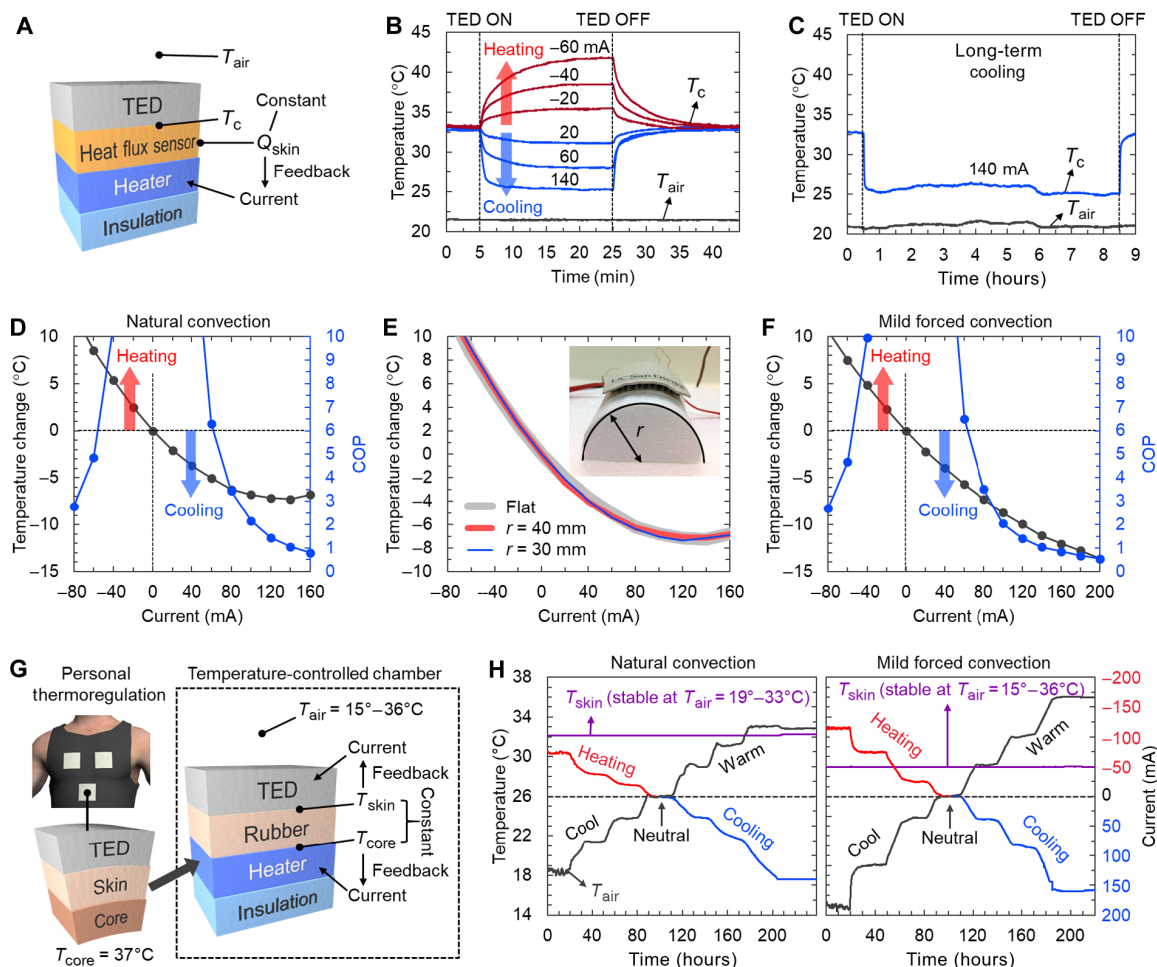 A
T_air
TED
Constant
T_c
Heat flux sensor
Q_skin
Feedback
Heater
Current
Insulation
B
TED ON
TED OFF
45
40
35
30
25
20
Heating
–60 mA
–40
–20
T_c
20
60
140
Cooling
T_air
Temperature (°C)
0 5 10 15 20 25 30 35 40
Time (min)
C
TED ON
TED OFF
45
40
35
30
25
20
Long-term
cooling
140 mA
T_c
T_air
Temperature (°C)
0 1 2 3 4 5 6 7 8 9
Time (hours)
D
Natural convection
10
5
0
–5
–10
–15
Heating
Cooling
Temperature change (°C)
10
9
8
7
6
5
4
3
2
1
0
COP
–80 –40 0 40 80 120 160
Current (mA)
E
10
8
6
4
2
0
–2
–4
–6
–8
–10
UC San Diego
r
Flat
r = 40 mm
r = 30 mm
Temperature change (°C)
–80 –40 0 40 80 120 160
Current (mA)
F
Mild forced convection
10
5
0
–5
–10
–15
Heating
Cooling
Temperature change (°C)
10
9
8
7
6
5
4
3
2
1
0
COP
–80 –40 0 40 80 120 160 200
Current (mA)
G
Personal
thermoregulation
TED
Skin
Core
T_core = 37°C
Temperature-controlled chamber
T_air = 15°–36°C
Current
TED
Feedback
T_skin
Rubber
Constant
T_core
Heater
Feedback
Current
Insulation
H
Natural convection
38
34
30
26
22
18
14
Temperature (°C)
T_skin (stable at T_air = 19°–33°C)
Heating
Warm
Cool
Neutral
Cooling
T_air
0 40 80 120 160 200
Time (hours)
Mild forced convection
T_skin (stable at T_air = 15°–36°C)
Heating
Warm
Cool
Neutral
Cooling
–200
–150
–100
–50
0
50
100
150
200
Current (mA)
0 40 80 120 160 200
Time (hours)